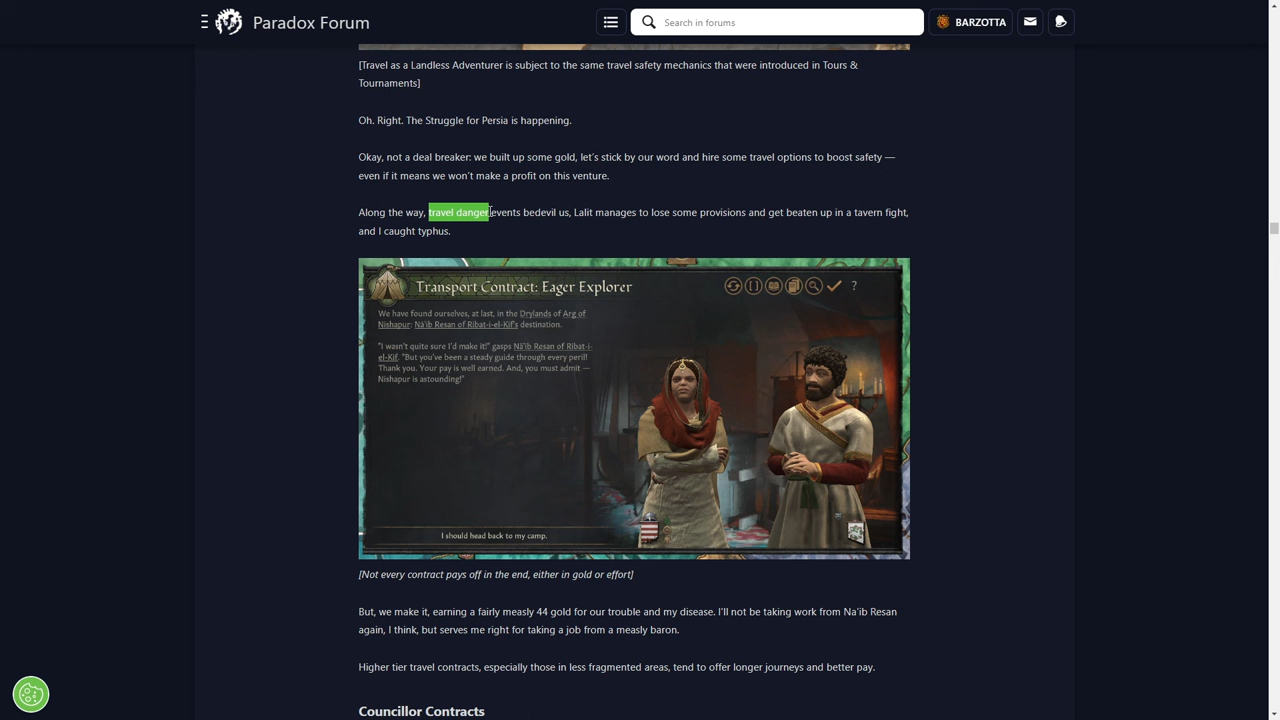 Paradox Forum
Search in forums
BARZOTTA
[Travel as a Landless Adventurer is subject to the same travel safety mechanics that were introduced in Tours &
Tournaments]
Oh. Right. The Struggle for Persia is happening.
Okay, not a deal breaker: we built up some gold, let’s stick by our word and hire some travel options to boost safety —
even if it means we won’t make a profit on this venture.
Along the way, travel danger events bedevil us, Lalit manages to lose some provisions and get beaten up in a tavern fight,
and I caught typhus.
Transport Contract: Eager Explorer
?
We have found ourselves, at last, in the Drylands of Arg of
Nishapur: Na'ib Resan of Ribat-i-el-Kif's destination.
"I wasn't quite sure I'd make it!" gasps Na'ib Resan of Ribat-i-
el-Kif. "But you've been a steady guide through every peril!
Thank you. Your pay is well earned. And, you must admit —
Nishapur is astounding!"
I should head back to my camp.
[Not every contract pays off in the end, either in gold or effort]
But, we make it, earning a fairly measly 44 gold for our trouble and my disease. I’ll not be taking work from Na’ib Resan
again, I think, but serves me right for taking a job from a measly baron.
Higher tier travel contracts, especially those in less fragmented areas, tend to offer longer journeys and better pay.
Councillor Contracts